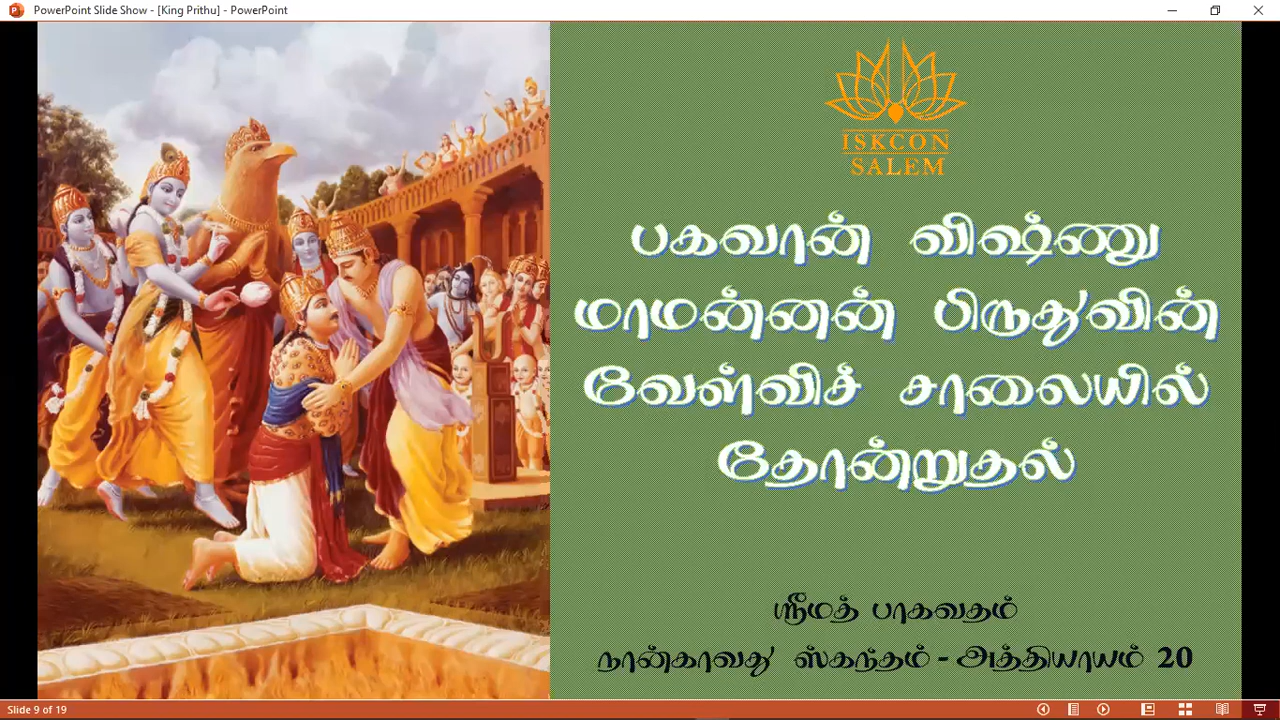 PowerPoint Slide Show - [King Prithu] - PowerPoint
ISKCON
SALEM
பகவான் விஷ்ணு
மாமன்னன் பிருதுவின்
வேள்விச் சாலையில்
தோன்றுதல்
ஸ்ரீமத் பாகவதம்
நான்காவது ஸ்கந்தம் - அத்தியாயம் 20
Slide 9 of 19